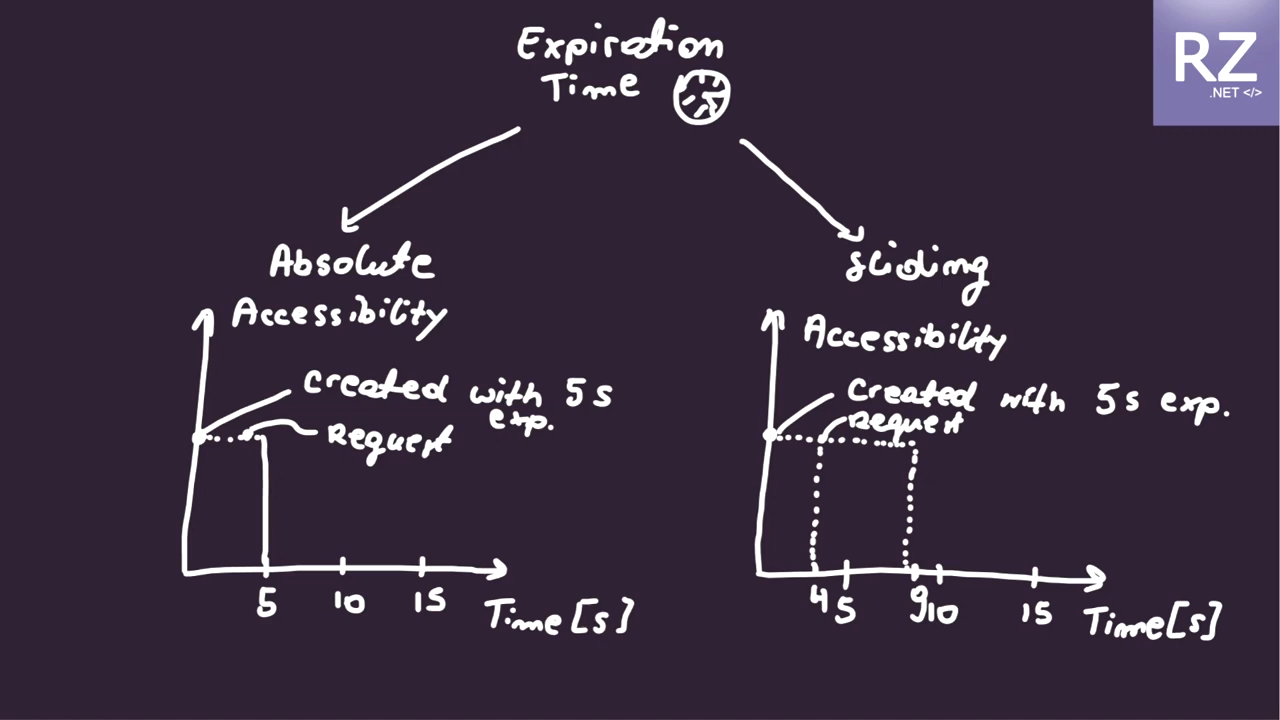 Expiration
Time
RZ
.NET </>
Absolute
Accessibility
Created with 5s
exp.
Request
5
10
15
Time [s]
Sliding
Accessibility
Created with 5s exp.
Request
4
5
9
10
15
Time [s]